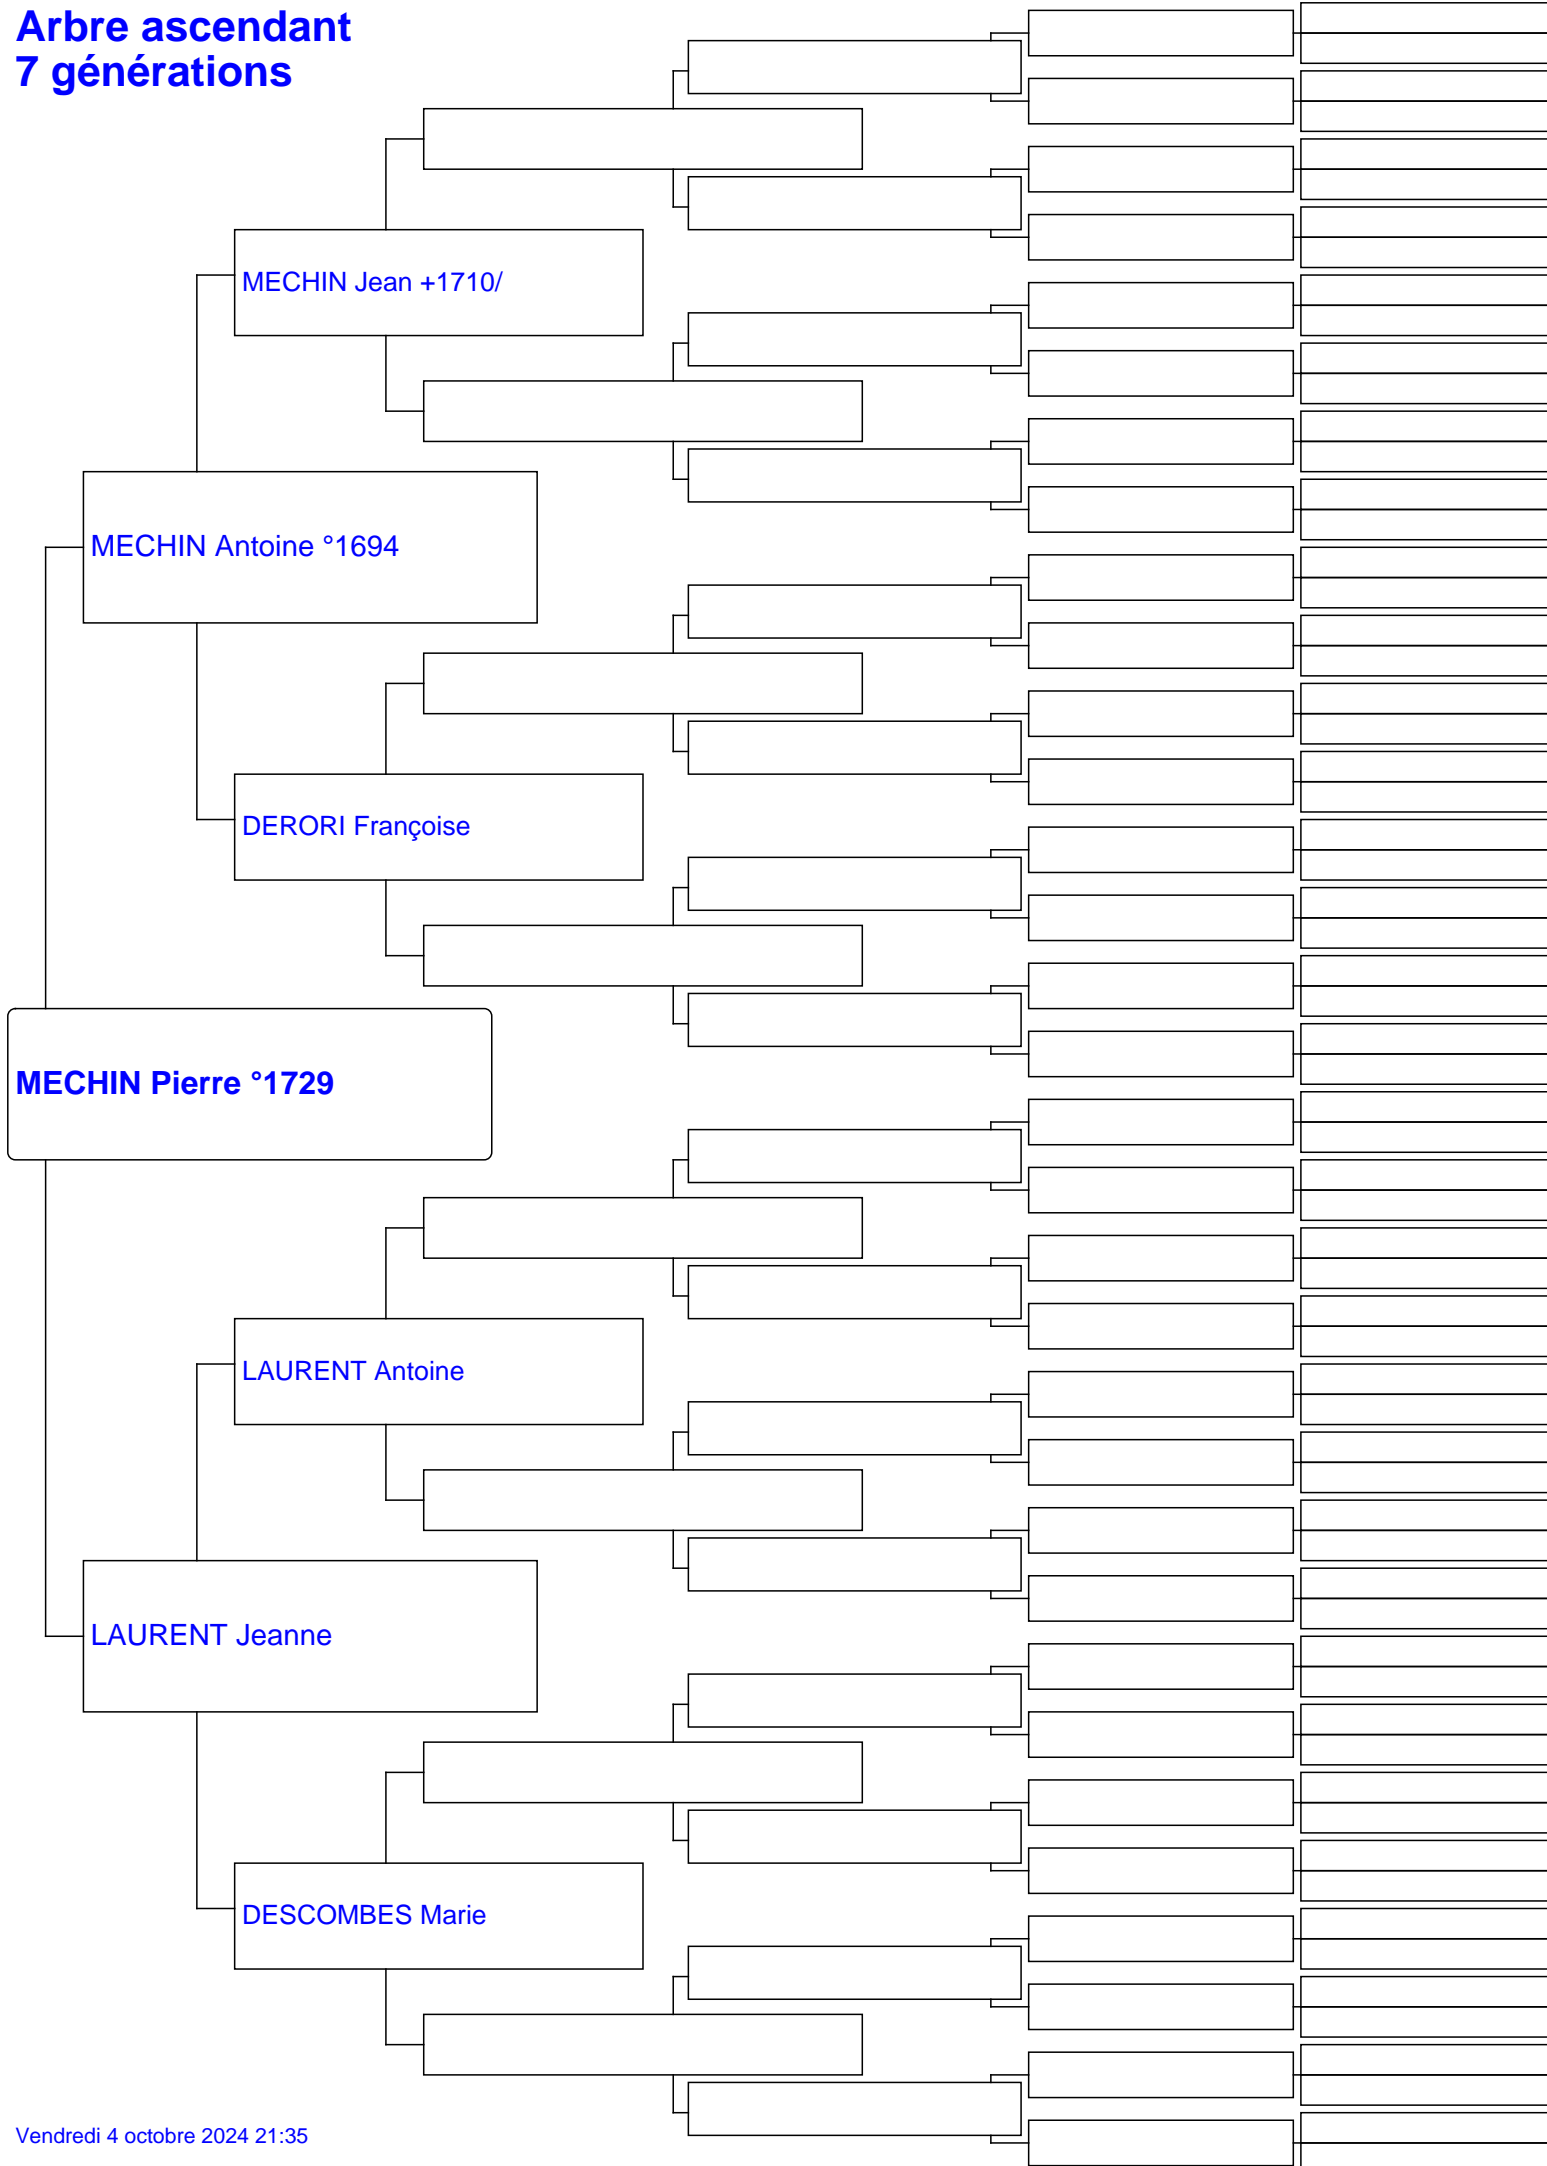 Arbre ascendant
7 générations
MECHIN Jean +1710/
MECHIN Antoine °1694
DERORI Françoise
MECHIN Pierre °1729
LAURENT Antoine
LAURENT Jeanne
DESCOMBES Marie
Vendredi 4 octobre 2024 21:35